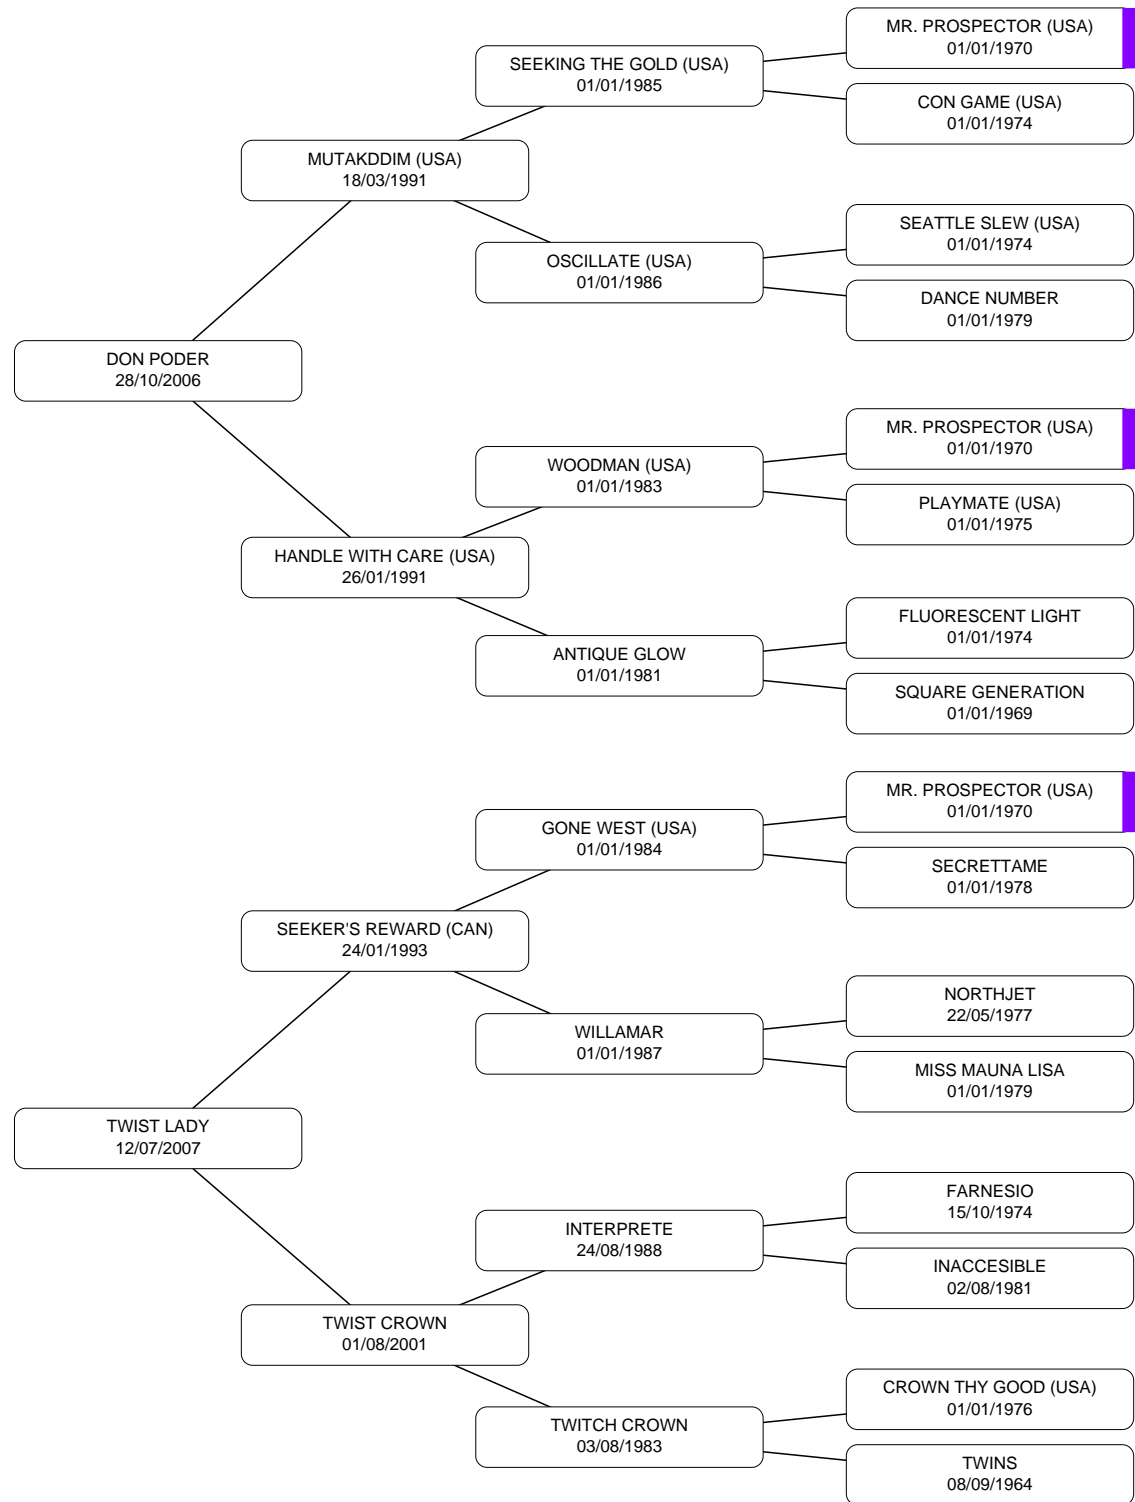 MR. PROSPECTOR (USA)
01/01/1970
SEEKING THE GOLD (USA)
01/01/1985
CON GAME (USA)
01/01/1974
MUTAKDDIM (USA)
18/03/1991
SEATTLE SLEW (USA)
01/01/1974
OSCILLATE (USA)
01/01/1986
DANCE NUMBER
01/01/1979
DON PODER
28/10/2006
MR. PROSPECTOR (USA)
01/01/1970
WOODMAN (USA)
01/01/1983
PLAYMATE (USA)
01/01/1975
HANDLE WITH CARE (USA)
26/01/1991
FLUORESCENT LIGHT
01/01/1974
ANTIQUE GLOW
01/01/1981
SQUARE GENERATION
01/01/1969
MR. PROSPECTOR (USA)
01/01/1970
GONE WEST (USA)
01/01/1984
SECRETTAME
01/01/1978
SEEKER'S REWARD (CAN)
24/01/1993
NORTHJET
22/05/1977
WILLAMAR
01/01/1987
MISS MAUNA LISA
01/01/1979
TWIST LADY
12/07/2007
FARNESIO
15/10/1974
INTERPRETE
24/08/1988
INACCESIBLE
02/08/1981
TWIST CROWN
01/08/2001
CROWN THY GOOD (USA)
01/01/1976
TWITCH CROWN
03/08/1983
TWINS
08/09/1964